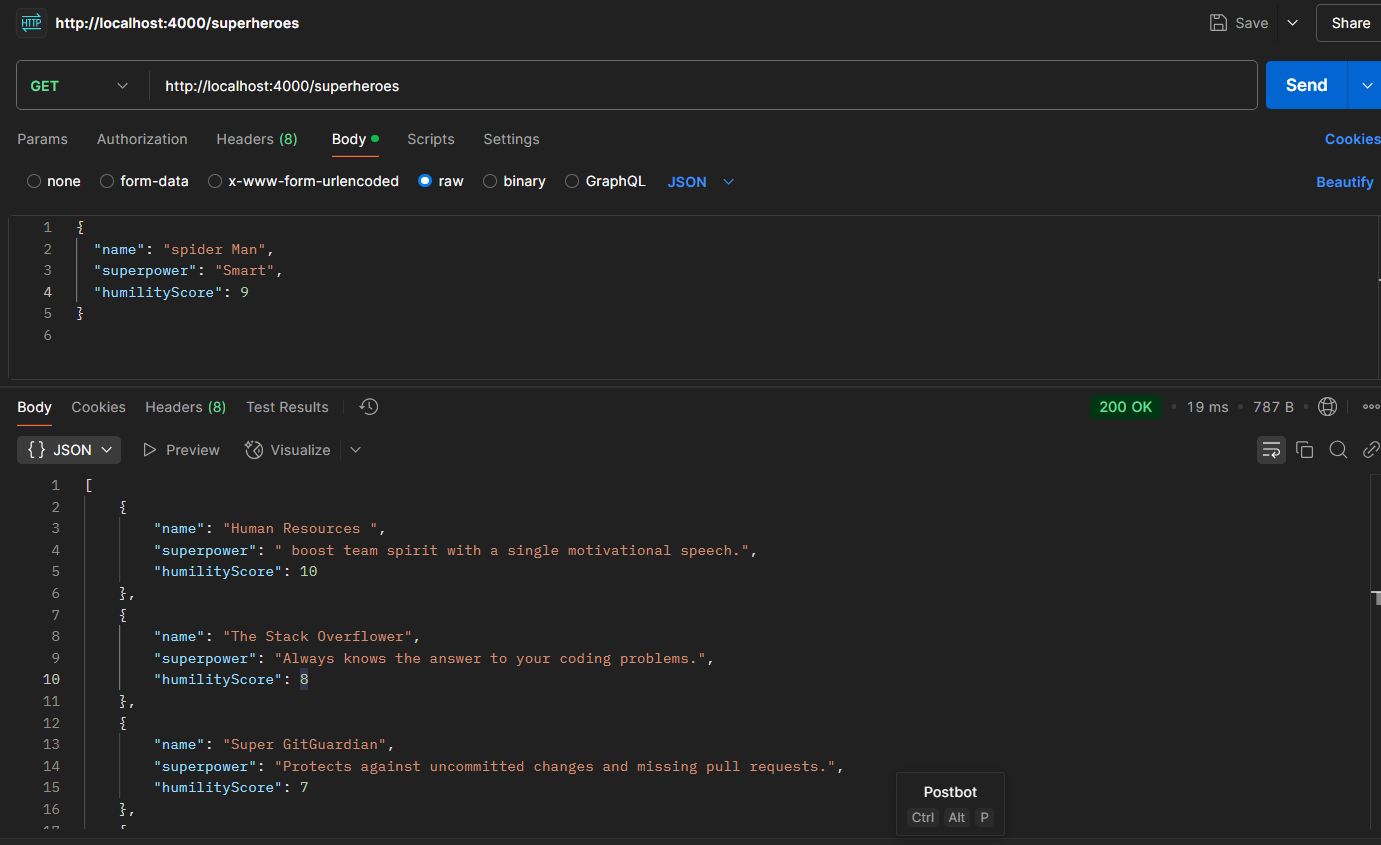 HTTP http://localhost:4000/superheroes Save Share
GET http://localhost:4000/superheroes Send
Params Authorization Headers (8) Body Scripts Settings Cookies
none form-data x-www-form-urlencoded raw binary GraphQL JSON Beautify
1 {
2 "name": "spider Man",
3 "superpower": "Smart",
4 "humilityScore": 9
5 }
6
Body Cookies Headers (8) Test Results 200 OK • 19 ms • 787 B •
{} JSON Preview Visualize
1 [
2 {
3 "name": "Human Resources ",
4 "superpower": " boost team spirit with a single motivational speech.",
5 "humilityScore": 10
6 },
7 {
8 "name": "The Stack Overflower",
9 "superpower": "Always knows the answer to your coding problems.",
10 "humilityScore": 8
11 },
12 {
13 "name": "Super GitGuardian",
14 "superpower": "Protects against uncommitted changes and missing pull requests.",
15 "humilityScore": 7
16 },
17 {
Postbot
Ctrl Alt P